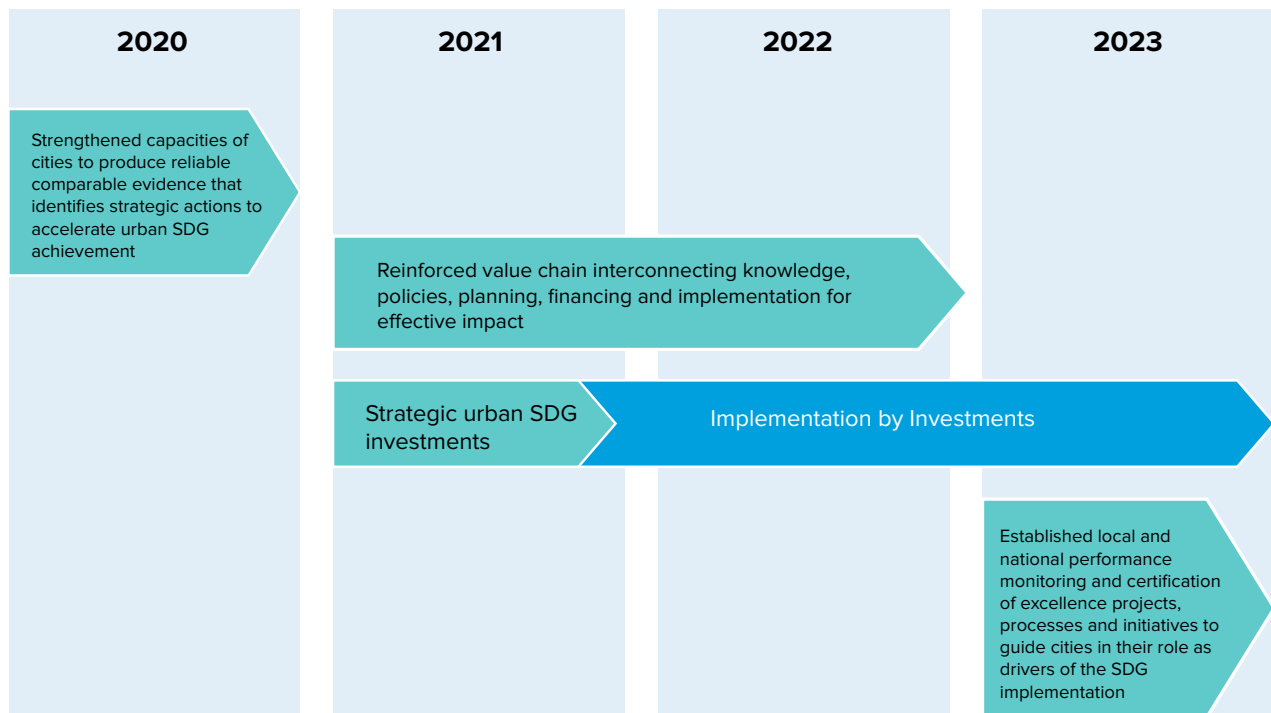 2020
2021
2022
2023
Strengthened capacities of
cities to produce reliable
comparable evidence that
identifies strategic actions to
accelerate urban SDG
achievement
Reinforced value chain interconnecting knowledge,
policies, planning, financing and implementation for
effective impact
Strategic urban SDG
investments
Implementation by Investments
Established local and
national performance
monitoring and certification
of excellence projects,
processes and initiatives to
guide cities in their role as
drivers of the SDG
implementation